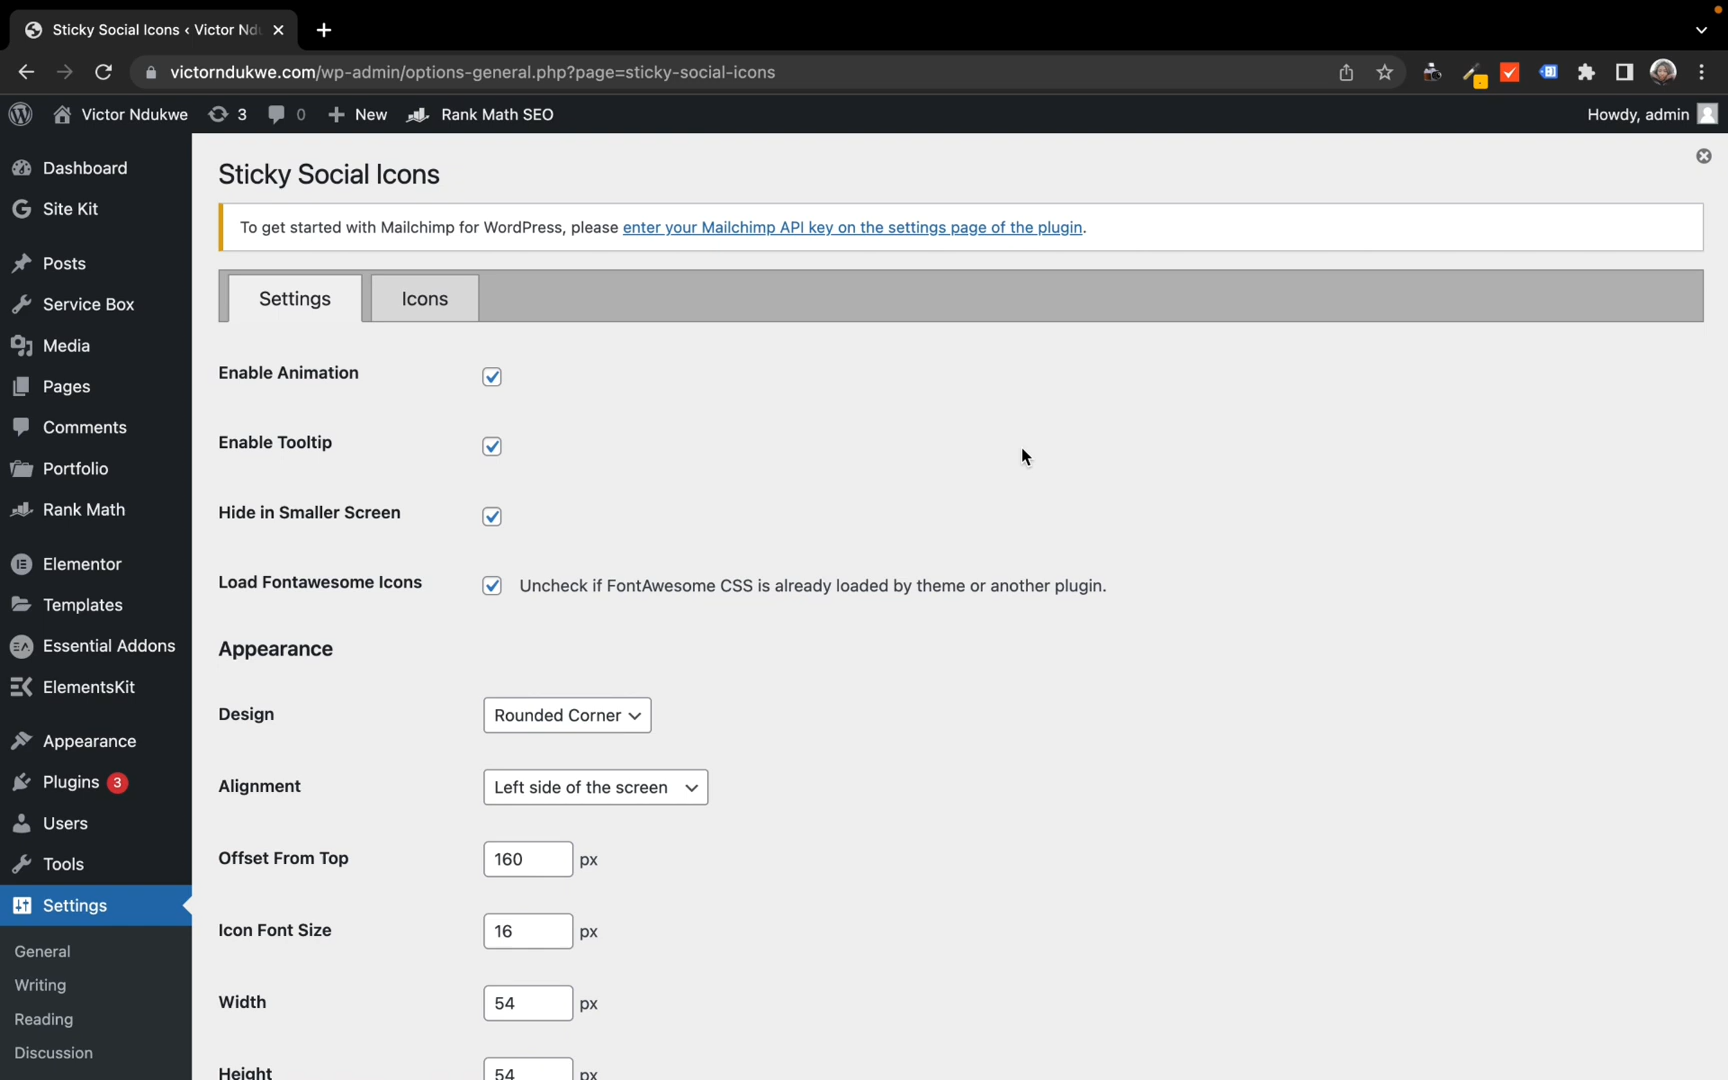 Sticky Social Icons ‹ Victor Ndu
victorndukwe.com/wp-admin/options-general.php?page=sticky-social-icons
Victor Ndukwe 3 0 New Rank Math SEO Howdy, admin
Dashboard
Site Kit
Posts
Service Box
Media
Pages
Comments
Portfolio
Rank Math
Elementor
Templates
Essential Addons
ElementsKit
Appearance
Plugins 3
Users
Tools
Settings
General
Writing
Reading
Discussion
Sticky Social Icons
To get started with Mailchimp for WordPress, please enter your Mailchimp API key on the settings page of the plugin.
Settings Icons
Enable Animation
Enable Tooltip
Hide in Smaller Screen
Load Fontawesome Icons Uncheck if FontAwesome CSS is already loaded by theme or another plugin.
Appearance
Design Rounded Corner
Alignment Left side of the screen
Offset From Top 160 px
Icon Font Size 16 px
Width 54 px
Height 54 px